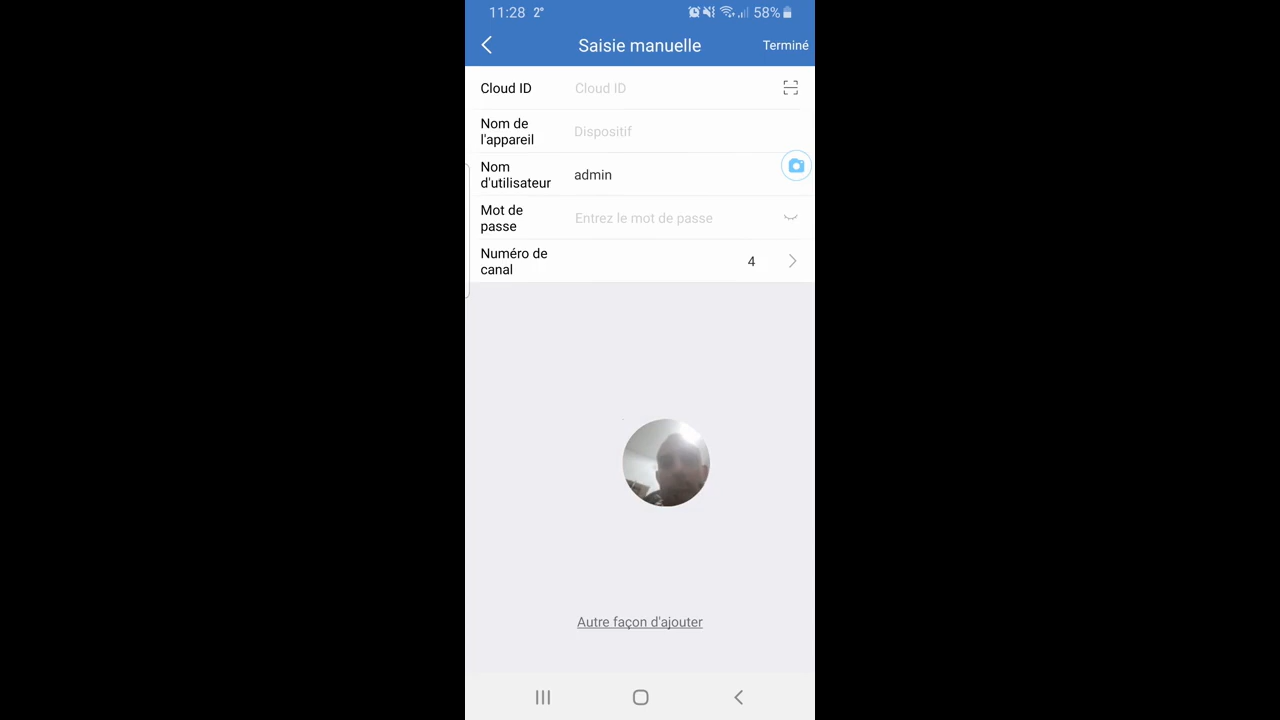 11:28 2° 58%
Saisie manuelle Terminé
Cloud ID Cloud ID
Nom de
l'appareil Dispositif
Nom
d'utilisateur admin
Mot de
passe Entrez le mot de passe
Numéro de
canal 4
Autre façon d'ajouter